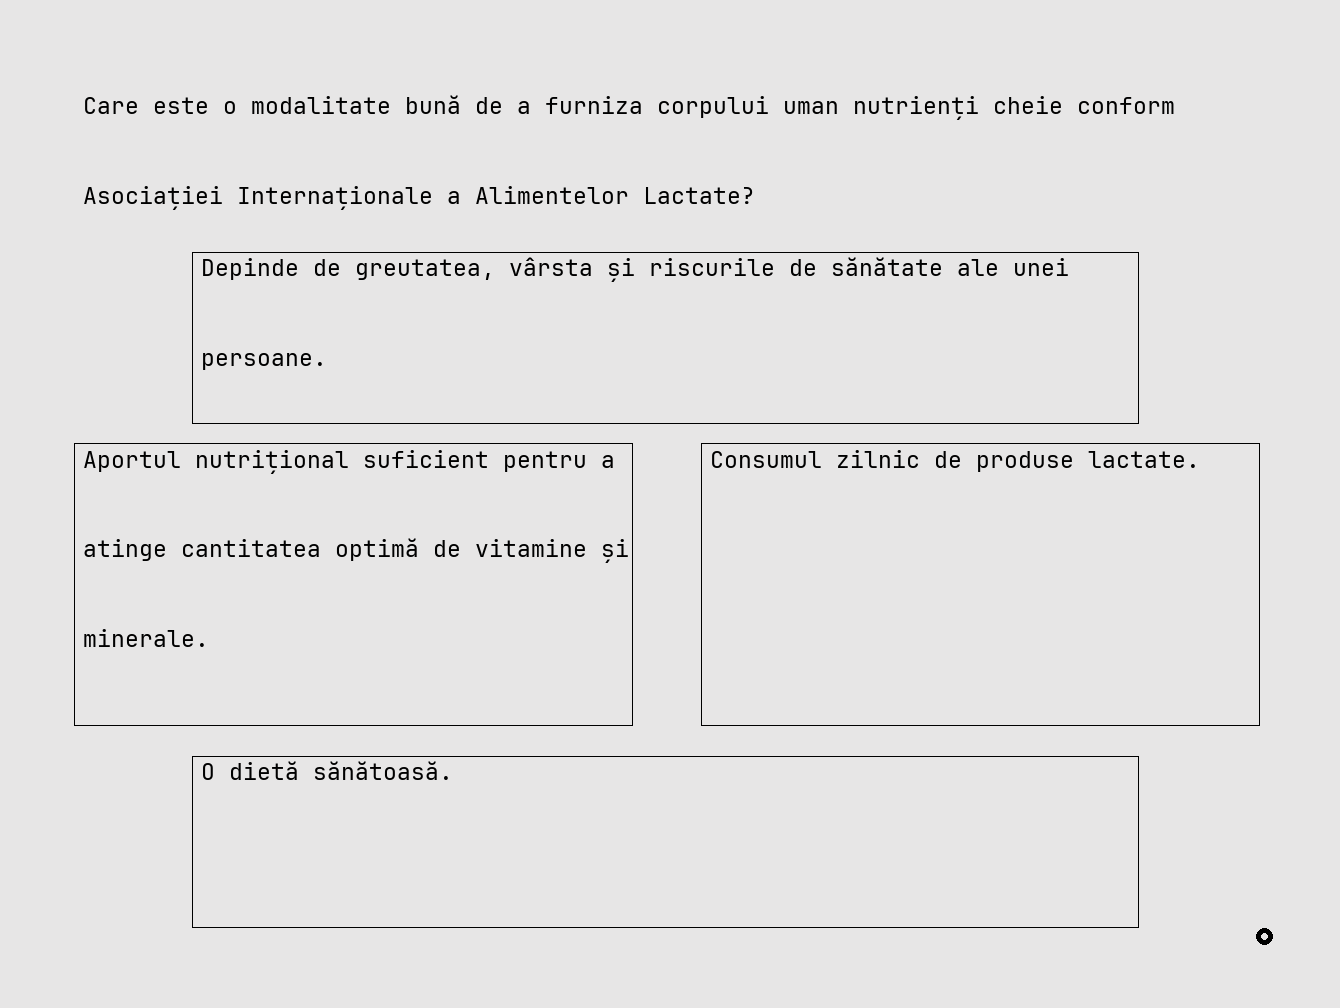 Care este o modalitate bună de a furniza corpului uman nutrienți cheie conform
Asociației Internaționale a Alimentelor Lactate?
Depinde de greutatea, vârsta și riscurile de sănătate ale unei
persoane.
Aportul nutrițional suficient pentru a
atinge cantitatea optimă de vitamine și
minerale.
Consumul zilnic de produse lactate.
O dietă sănătoasă.